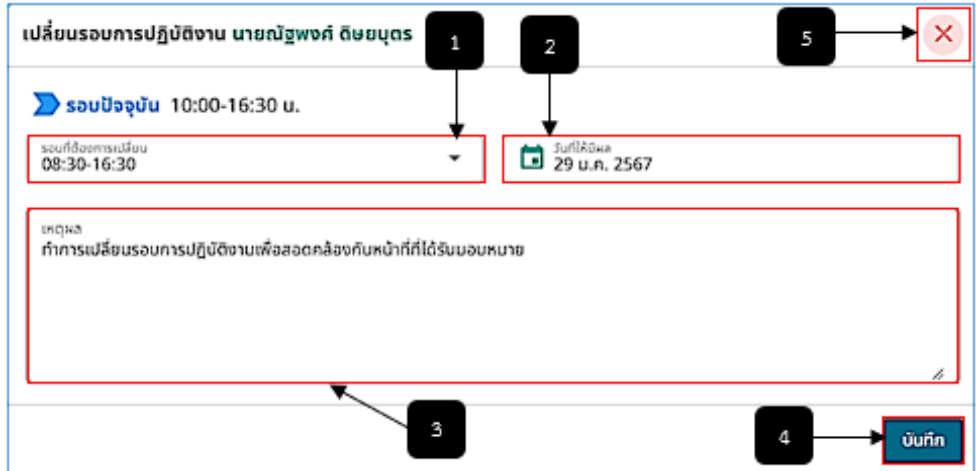 เปลี่ยนรอบการปฏิบัติงาน นายณัฐพงศ์ ดิษยบุตร
1
2
5
รอบปัจจุบัน 10:00-16:30 น.
รอบที่ต้องการเปลี่ยน
08:30-16:30
วันที่ให้มีผล
29 ม.ค. 2567
เหตุผล
ทำการเปลี่ยนรอบการปฏิบัติงานเพื่อสอดคล้องกับหน้าที่ที่ได้รับมอบหมาย
3
4
บันทึก